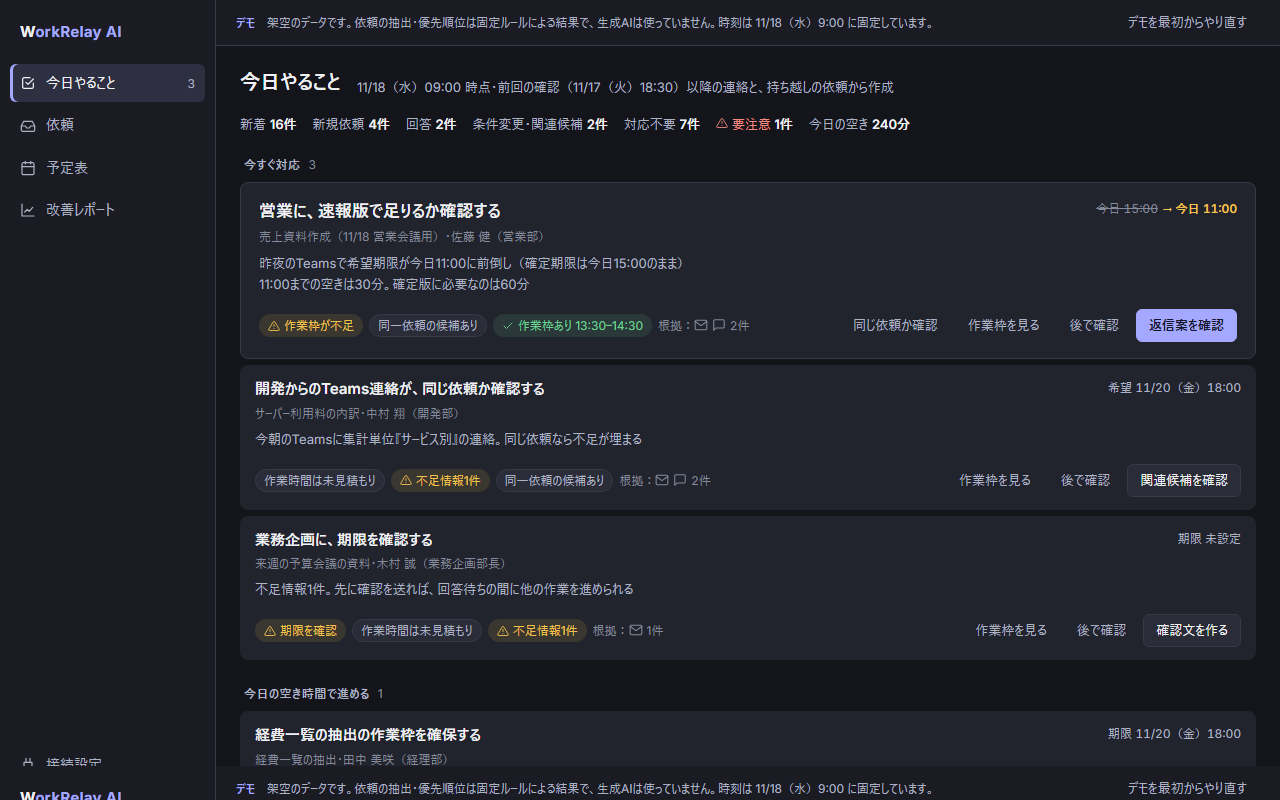 WorkRelay AI
今日やること 3
依頼
予定表
改善レポート
接続設定
WorkRelay AI
デモ 架空のデータです。依頼の抽出・優先順位は固定ルールによる結果で、生成AIは使っていません。時刻は 11/18（水）9:00 に固定しています。 デモを最初からやり直す
今日やること 11/18（水）09:00 時点・前回の確認（11/17（火）18:30）以降の連絡と、持ち越しの依頼から作成
新着 16件 新規依頼 4件 回答 2件 条件変更・関連候補 2件 対応不要 7件 要注意 1件 今日の空き 240分
今すぐ対応 3
営業に、速報版で足りるか確認する 今日 15:00 → 今日 11:00
売上資料作成（11/18 営業会議用）・佐藤 健（営業部）
昨夜のTeamsで希望期限が今日11:00に前倒し（確定期限は今日15:00のまま）
11:00までの空きは30分。確定版に必要なのは60分
作業枠が不足 同一依頼の候補あり 作業枠あり 13:30–14:30 根拠： 2件 同じ依頼か確認 作業枠を見る 後で確認 返信案を確認
開発からのTeams連絡が、同じ依頼か確認する 希望 11/20（金）18:00
サーバー利用料の内訳・中村 翔（開発部）
今朝のTeamsに集計単位『サービス別』の連絡。同じ依頼なら不足が埋まる
作業時間は未見積もり 不足情報1件 同一依頼の候補あり 根拠： 2件 作業枠を見る 後で確認 関連候補を確認
業務企画に、期限を確認する 期限 未設定
来週の予算会議の資料・木村 誠（業務企画部長）
不足情報1件。先に確認を送れば、回答待ちの間に他の作業を進められる
期限を確認 作業時間は未見積もり 不足情報1件 根拠： 1件 作業枠を見る 後で確認 確認文を作る
今日の空き時間で進める 1
経費一覧の抽出の作業枠を確保する 期限 11/20（金）18:00
経費一覧の抽出・田中 美咲（経理部）
デモ 架空のデータです。依頼の抽出・優先順位は固定ルールによる結果で、生成AIは使っていません。時刻は 11/18（水）9:00 に固定しています。 デモを最初からやり直す